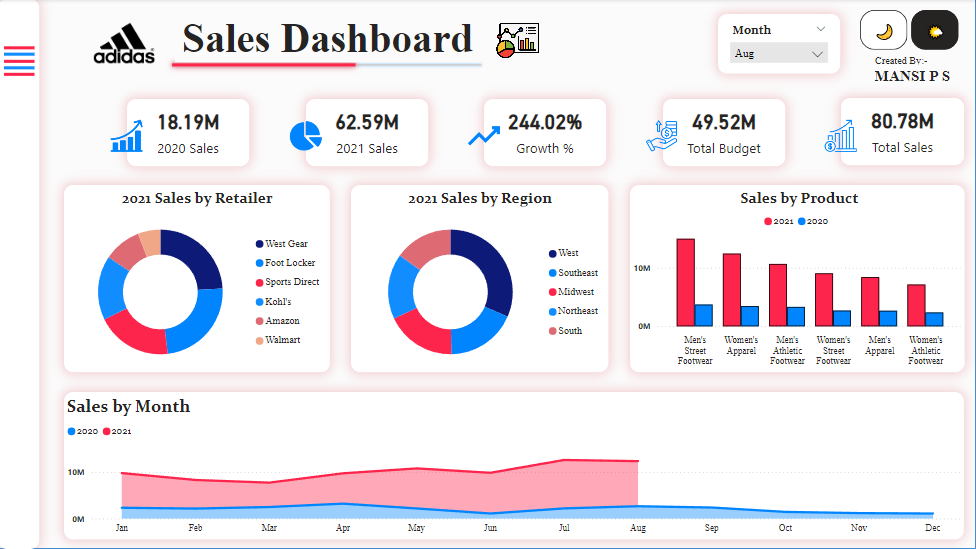 adidas
Sales Dashboard
Month
Aug
Created By:-
MANSI P S
18.19M
2020 Sales
62.59M
2021 Sales
244.02%
Growth %
49.52M
Total Budget
80.78M
Total Sales
2021 Sales by Retailer
West Gear
Foot Locker
Sports Direct
Kohl's
Amazon
Walmart
2021 Sales by Region
West
Southeast
Midwest
Northeast
South
Sales by Product
2021 2020
10M
0M
Men's Street Footwear
Women's Apparel
Men's Athletic Footwear
Women's Street Footwear
Men's Apparel
Women's Athletic Footwear
Sales by Month
2020 2021
10M
0M
Jan Feb Mar Apr May Jun Jul Aug Sep Oct Nov Dec